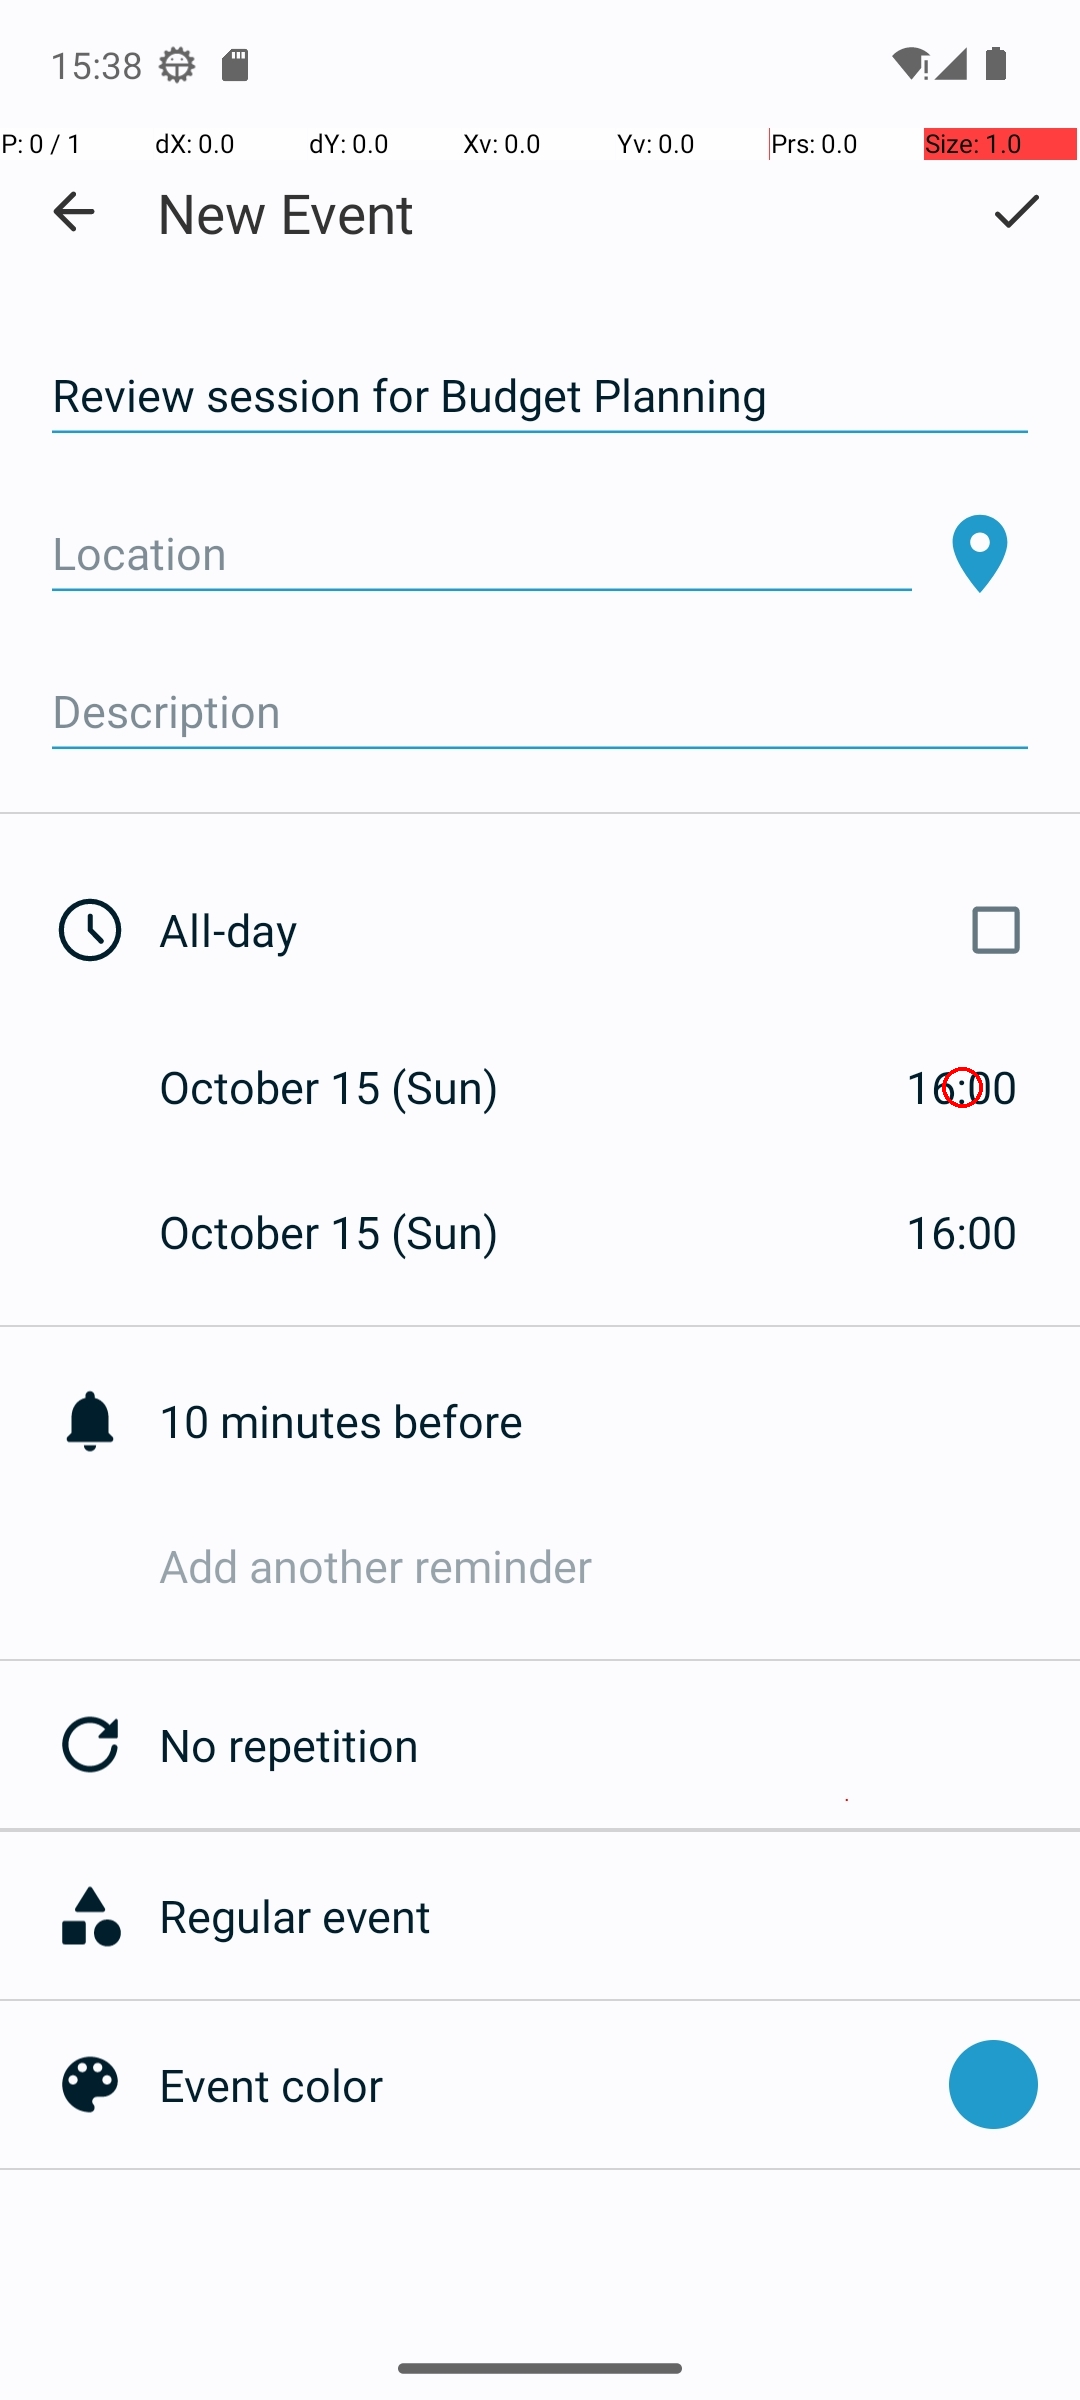 15:38
P: 0 / 1 dX: 0.0 dY: 0.0 Xv: 0.0 Yv: 0.0 Prs: 0.0 Size: 1.0
New Event
Review session for Budget Planning
Location
Description
All-day
October 15 (Sun) 16:00
October 15 (Sun) 16:00
10 minutes before
Add another reminder
No repetition
Regular event
Event color